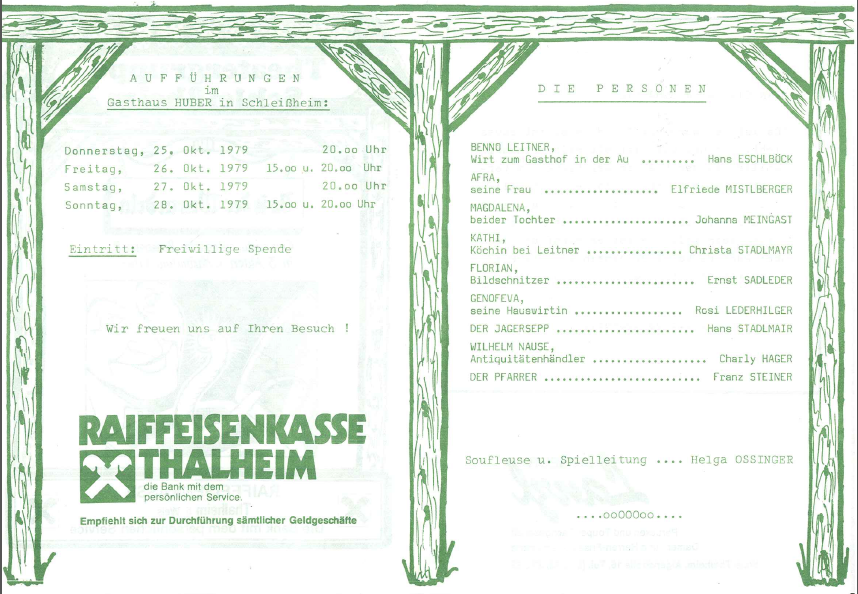 AUFFÜHRUNGEN
im
Gasthaus HUBER in Schleißheim:
Donnerstag, 25. Okt. 1979 20.oo Uhr
Freitag, 26. Okt. 1979 15.oo u. 20.oo Uhr
Samstag, 27. Okt. 1979 20.oo Uhr
Sonntag, 28. Okt. 1979 15.oo u. 20.oo Uhr
Eintritt: Freiwillige Spende
Wir freuen uns auf Ihren Besuch !
RAIFFEISENKASSE
THALHEIM
die Bank mit dem
persönlichen Service.
Empfiehlt sich zur Durchführung sämtlicher Geldgeschäfte
DIE PERSONEN
BENNO LEITNER,
Wirt zum Gasthof in der Au ......... Hans ESCHLBÖCK
AFRA,
seine Frau ................... Elfriede MISTLBERGER
MAGDALENA,
beider Tochter ..................... Johanna MEINGAST
KATHI,
Köchin bei Leitner ................ Christa STADLMAYR
FLORIAN,
Bildschnitzer ........................ Ernst SADLEDER
GENOFEVA,
seine Hauswirtin .................. Rosi LEDERHILGER
DER JAGERSEPP ....................... Hans STADLMAIR
WILHELM NAUSE,
Antiquitätenhändler ................... Charly HAGER
DER PFARRER .......................... Franz STEINER
Soufleuse u. Spielleitung .... Helga OSSINGER
....ooOOOoo....